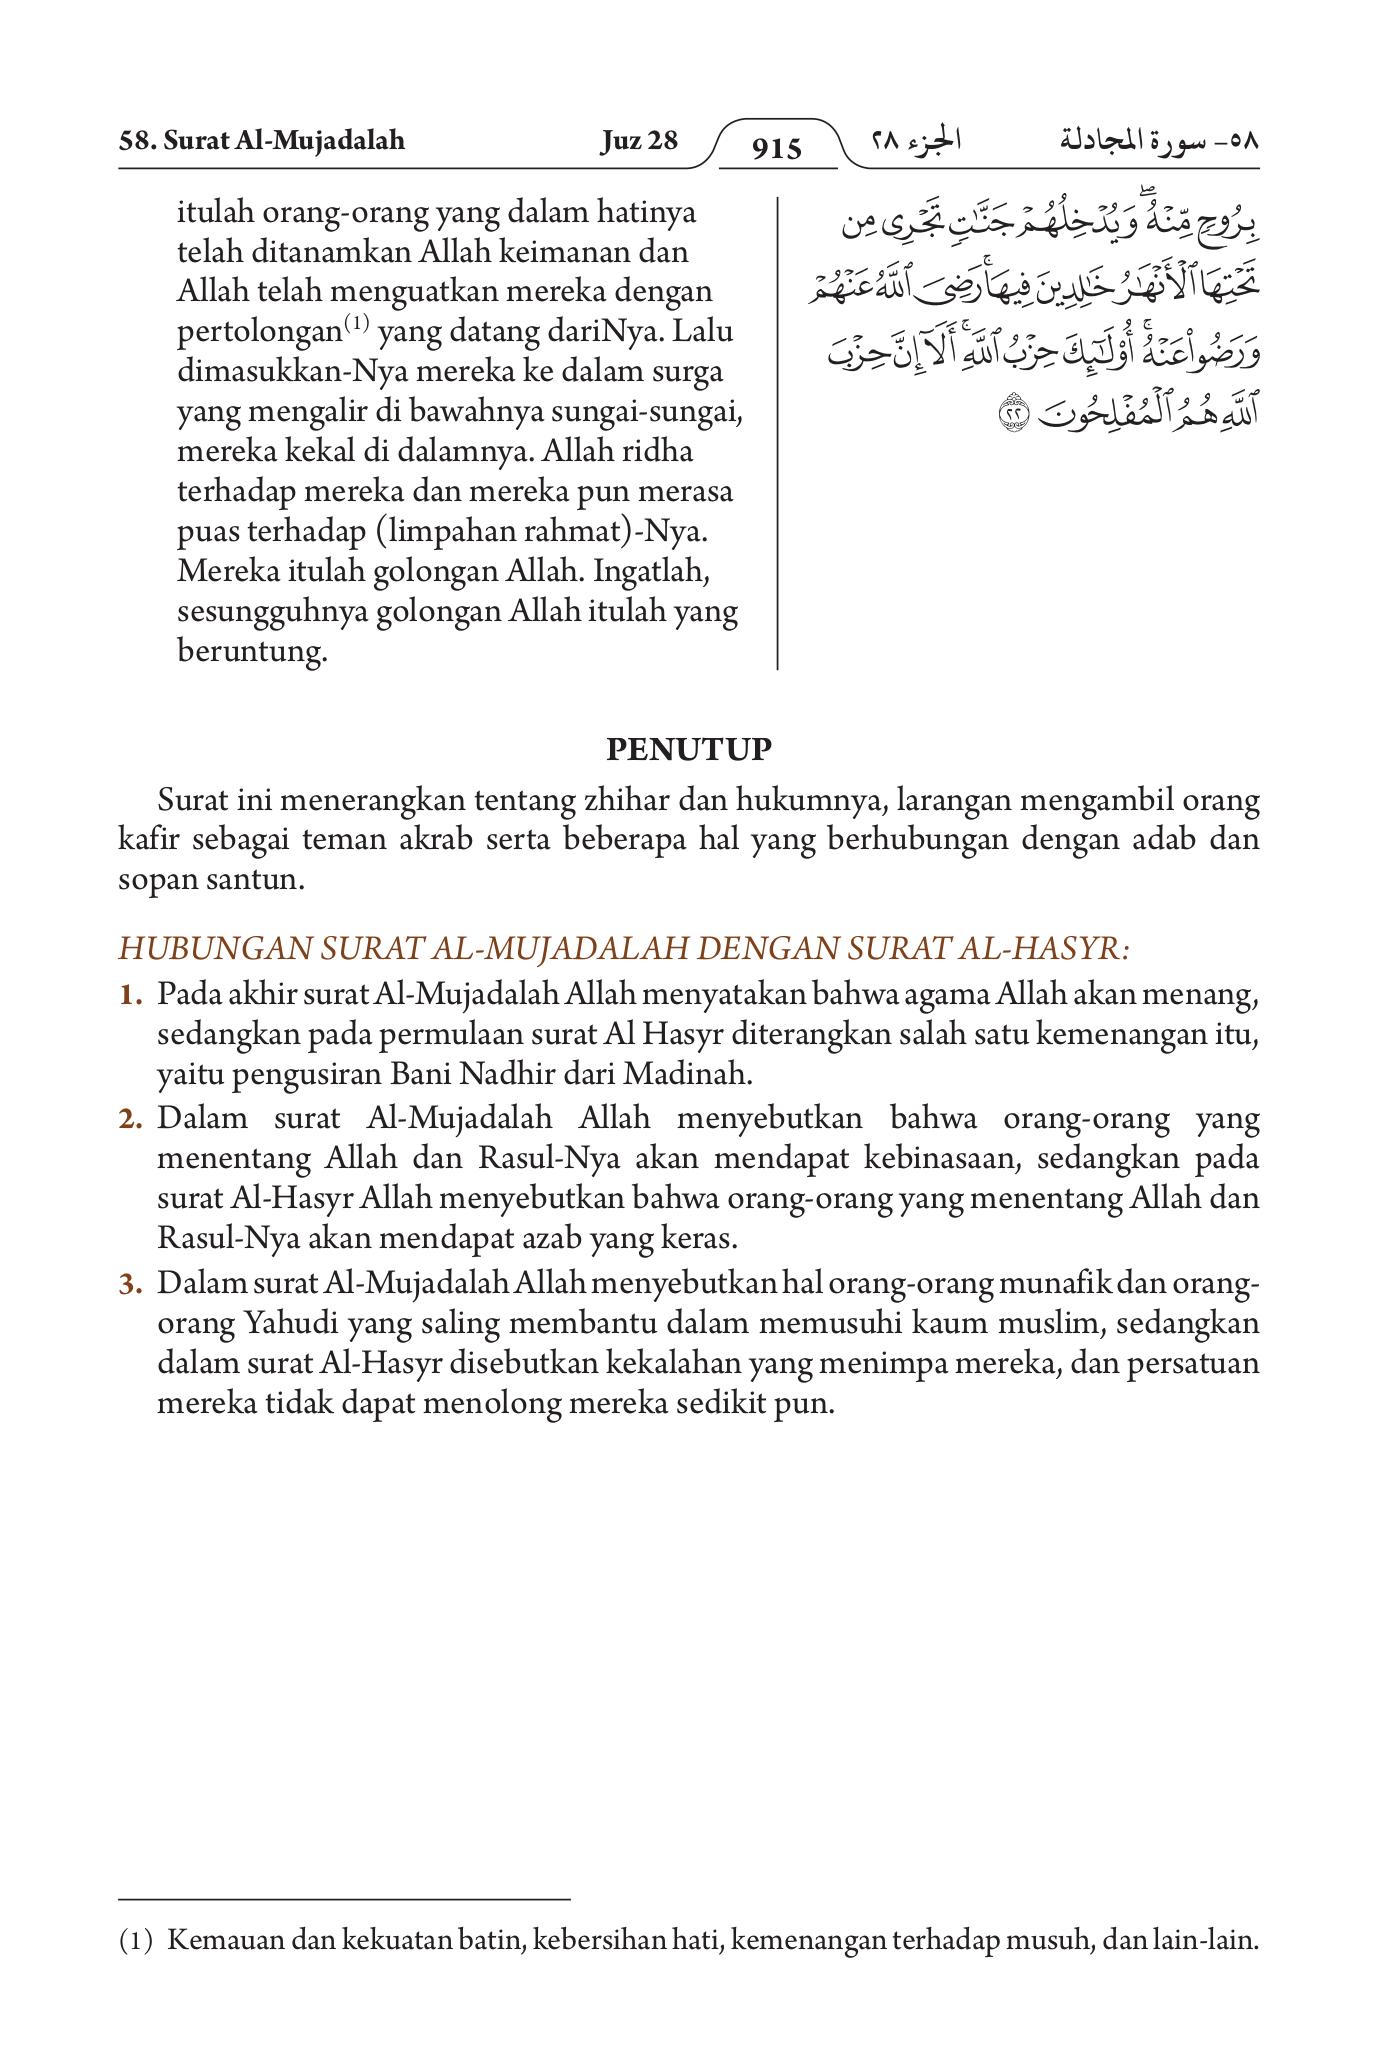 58. Surat Al-Mujadalah Juz 28 915 الجزء ٢٨ ٥٨- سورة المجادلة
itulah orang-orang yang dalam hatinya
telah ditanamkan Allah keimanan dan
Allah telah menguatkan mereka dengan
pertolongan(1) yang datang dariNya. Lalu
dimasukkan-Nya mereka ke dalam surga
yang mengalir di bawahnya sungai-sungai,
mereka kekal di dalamnya. Allah ridha
terhadap mereka dan mereka pun merasa
puas terhadap (limpahan rahmat)-Nya.
Mereka itulah golongan Allah. Ingatlah,
sesungguhnya golongan Allah itulah yang
beruntung.
بِرُوحٖ مِّنۡهُۖ وَيُدۡخِلُهُمۡ جَنَّٰتٖ تَجۡرِي مِن
تَحۡتِهَا ٱلۡأَنۡهَٰرُ خَٰلِدِينَ فِيهَاۚ رَضِيَ ٱللَّهُ عَنۡهُمۡ
وَرَضُواْ عَنۡهُۚ أُوْلَٰٓئِكَ حِزۡبُ ٱللَّهِۚ أَلَآ إِنَّ حِزۡبَ
ٱللَّهِ هُمُ ٱلۡمُفۡلِحُونَ ٢٢
PENUTUP
Surat ini menerangkan tentang zhihar dan hukumnya, larangan mengambil orang
kafir sebagai teman akrab serta beberapa hal yang berhubungan dengan adab dan
sopan santun.
HUBUNGAN SURAT AL-MUJADALAH DENGAN SURAT AL-HASYR:
1. Pada akhir surat Al-Mujadalah Allah menyatakan bahwa agama Allah akan menang,
sedangkan pada permulaan surat Al Hasyr diterangkan salah satu kemenangan itu,
yaitu pengusiran Bani Nadhir dari Madinah.
2. Dalam surat Al-Mujadalah Allah menyebutkan bahwa orang-orang yang
menentang Allah dan Rasul-Nya akan mendapat kebinasaan, sedangkan pada
surat Al-Hasyr Allah menyebutkan bahwa orang-orang yang menentang Allah dan
Rasul-Nya akan mendapat azab yang keras.
3. Dalam surat Al-Mujadalah Allah menyebutkan hal orang-orang munafik dan orang-
orang Yahudi yang saling membantu dalam memusuhi kaum muslim, sedangkan
dalam surat Al-Hasyr disebutkan kekalahan yang menimpa mereka, dan persatuan
mereka tidak dapat menolong mereka sedikit pun.
(1) Kemauan dan kekuatan batin, kebersihan hati, kemenangan terhadap musuh, dan lain-lain.